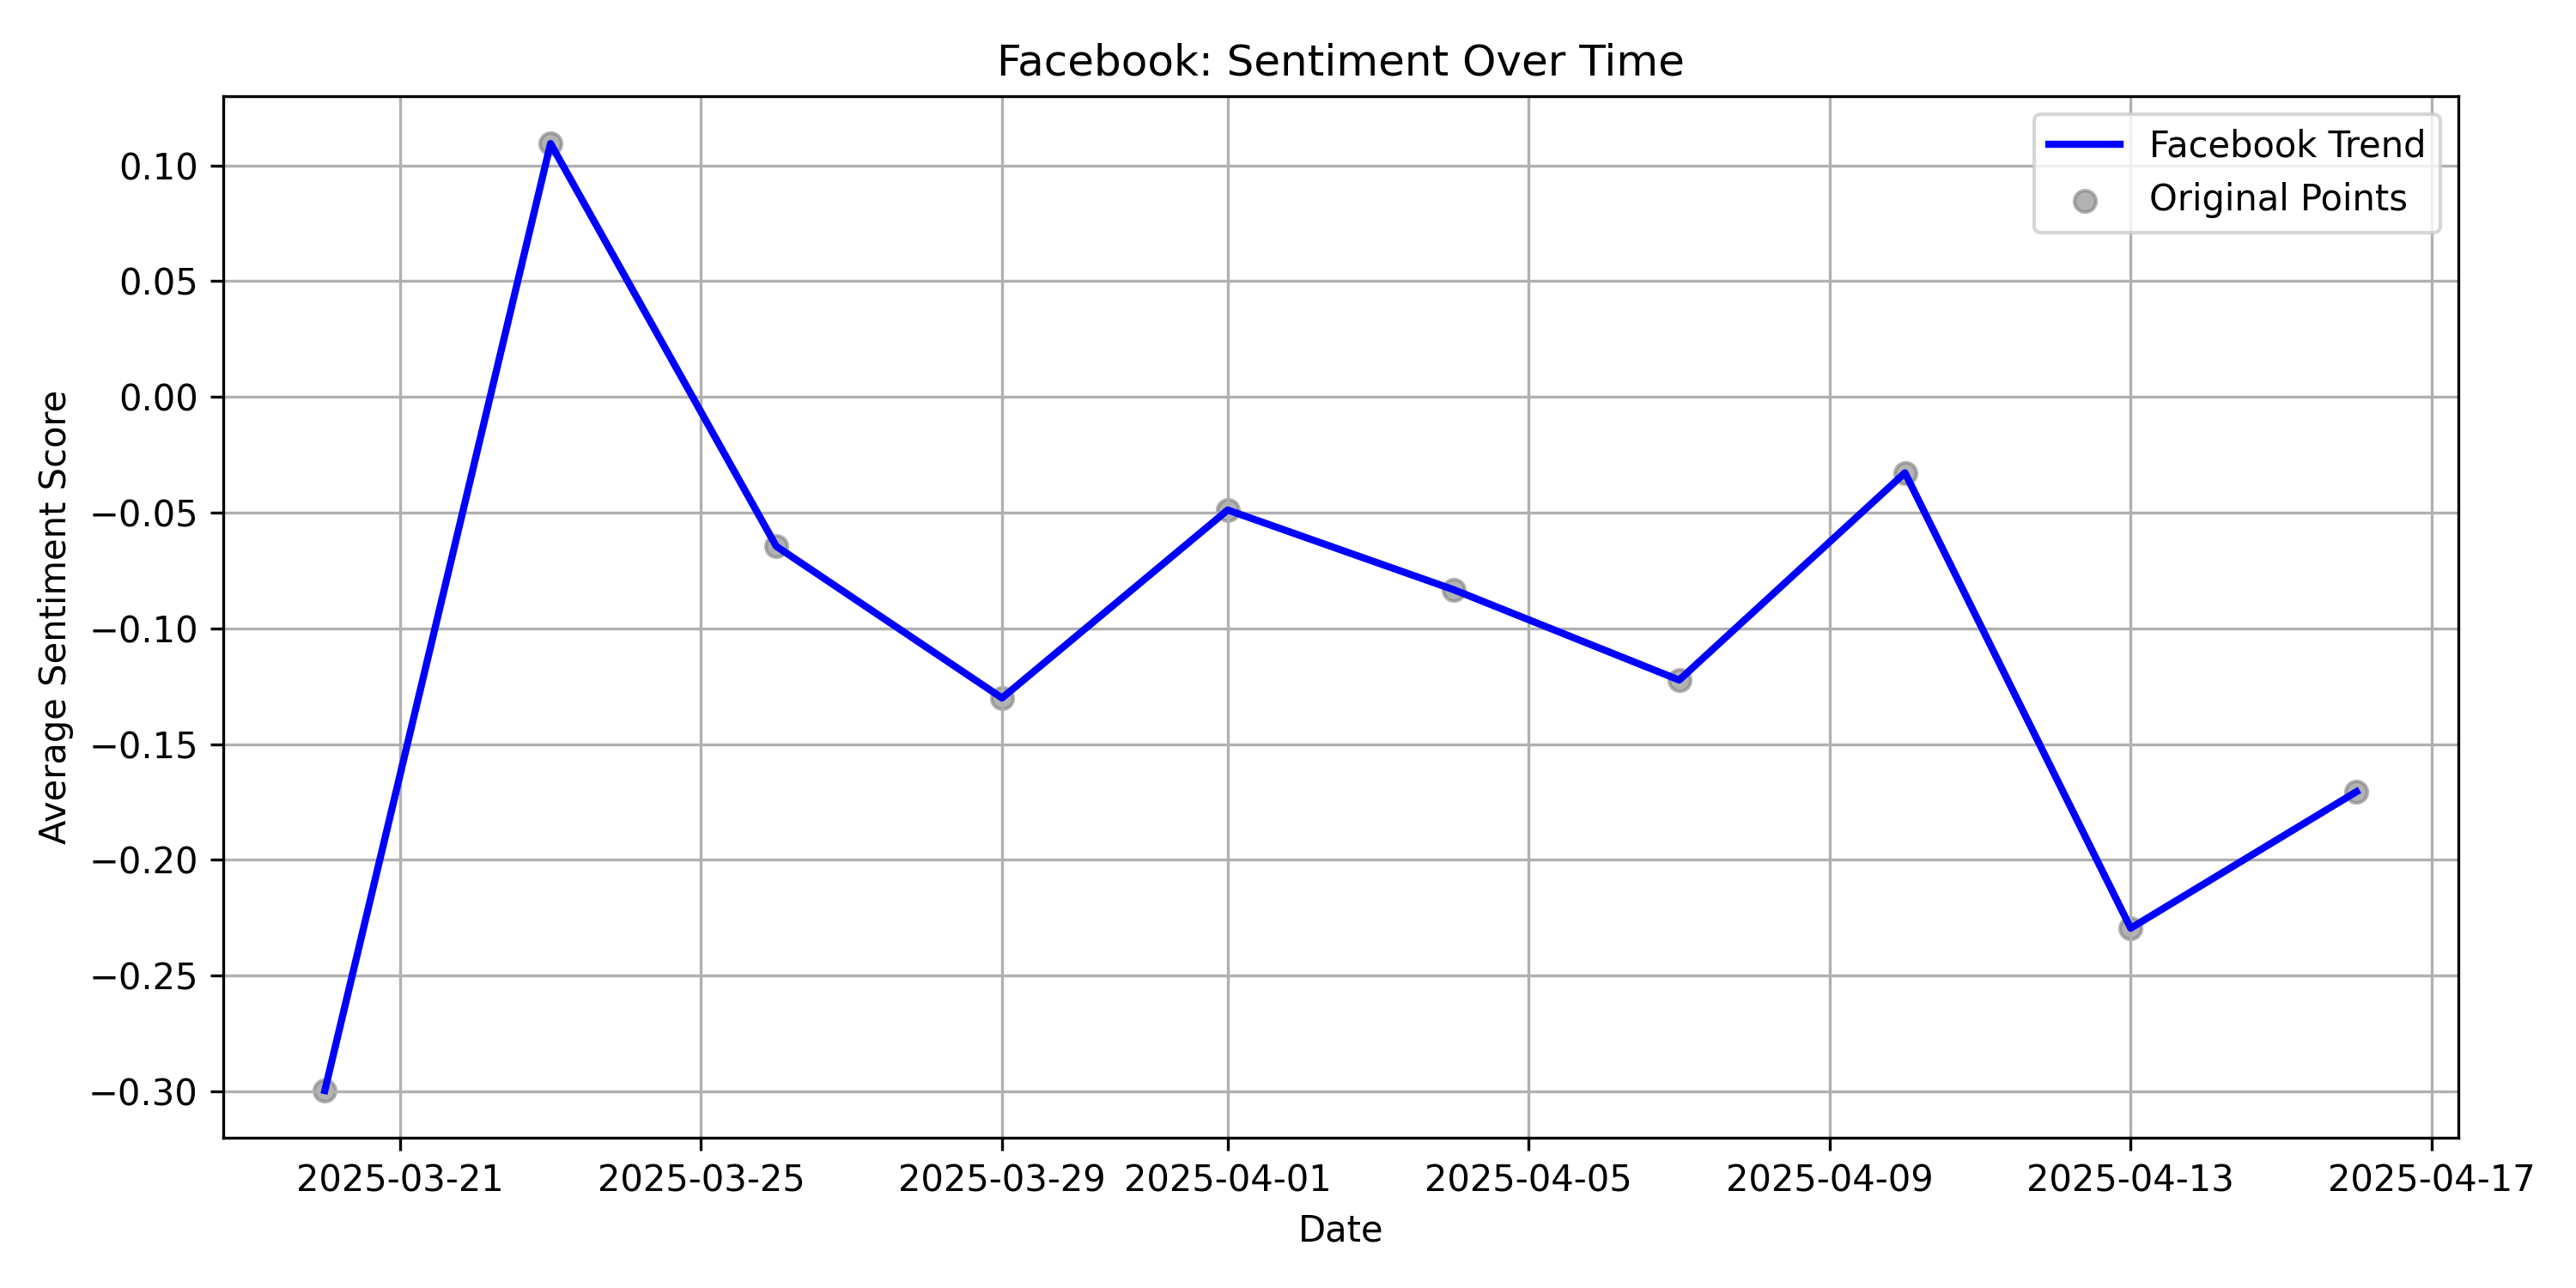 Facebook: Sentiment Over Time
Facebook Trend
Original Points
Average Sentiment Score
0.10
0.05
0.00
−0.05
−0.10
−0.15
−0.20
−0.25
−0.30
2025-03-21 2025-03-25 2025-03-29 2025-04-01 2025-04-05 2025-04-09 2025-04-13 2025-04-17
Date